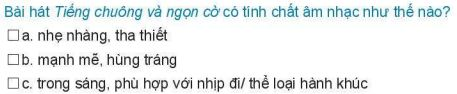 Bài hát Tiếng chuông và ngọn cờ có tính chất âm nhạc như thế nào?
☐ a. nhẹ nhàng, tha thiết
☐ b. mạnh mẽ, hùng tráng
☐ c. trong sáng, phù hợp với nhịp đi/ thể loại hành khúc